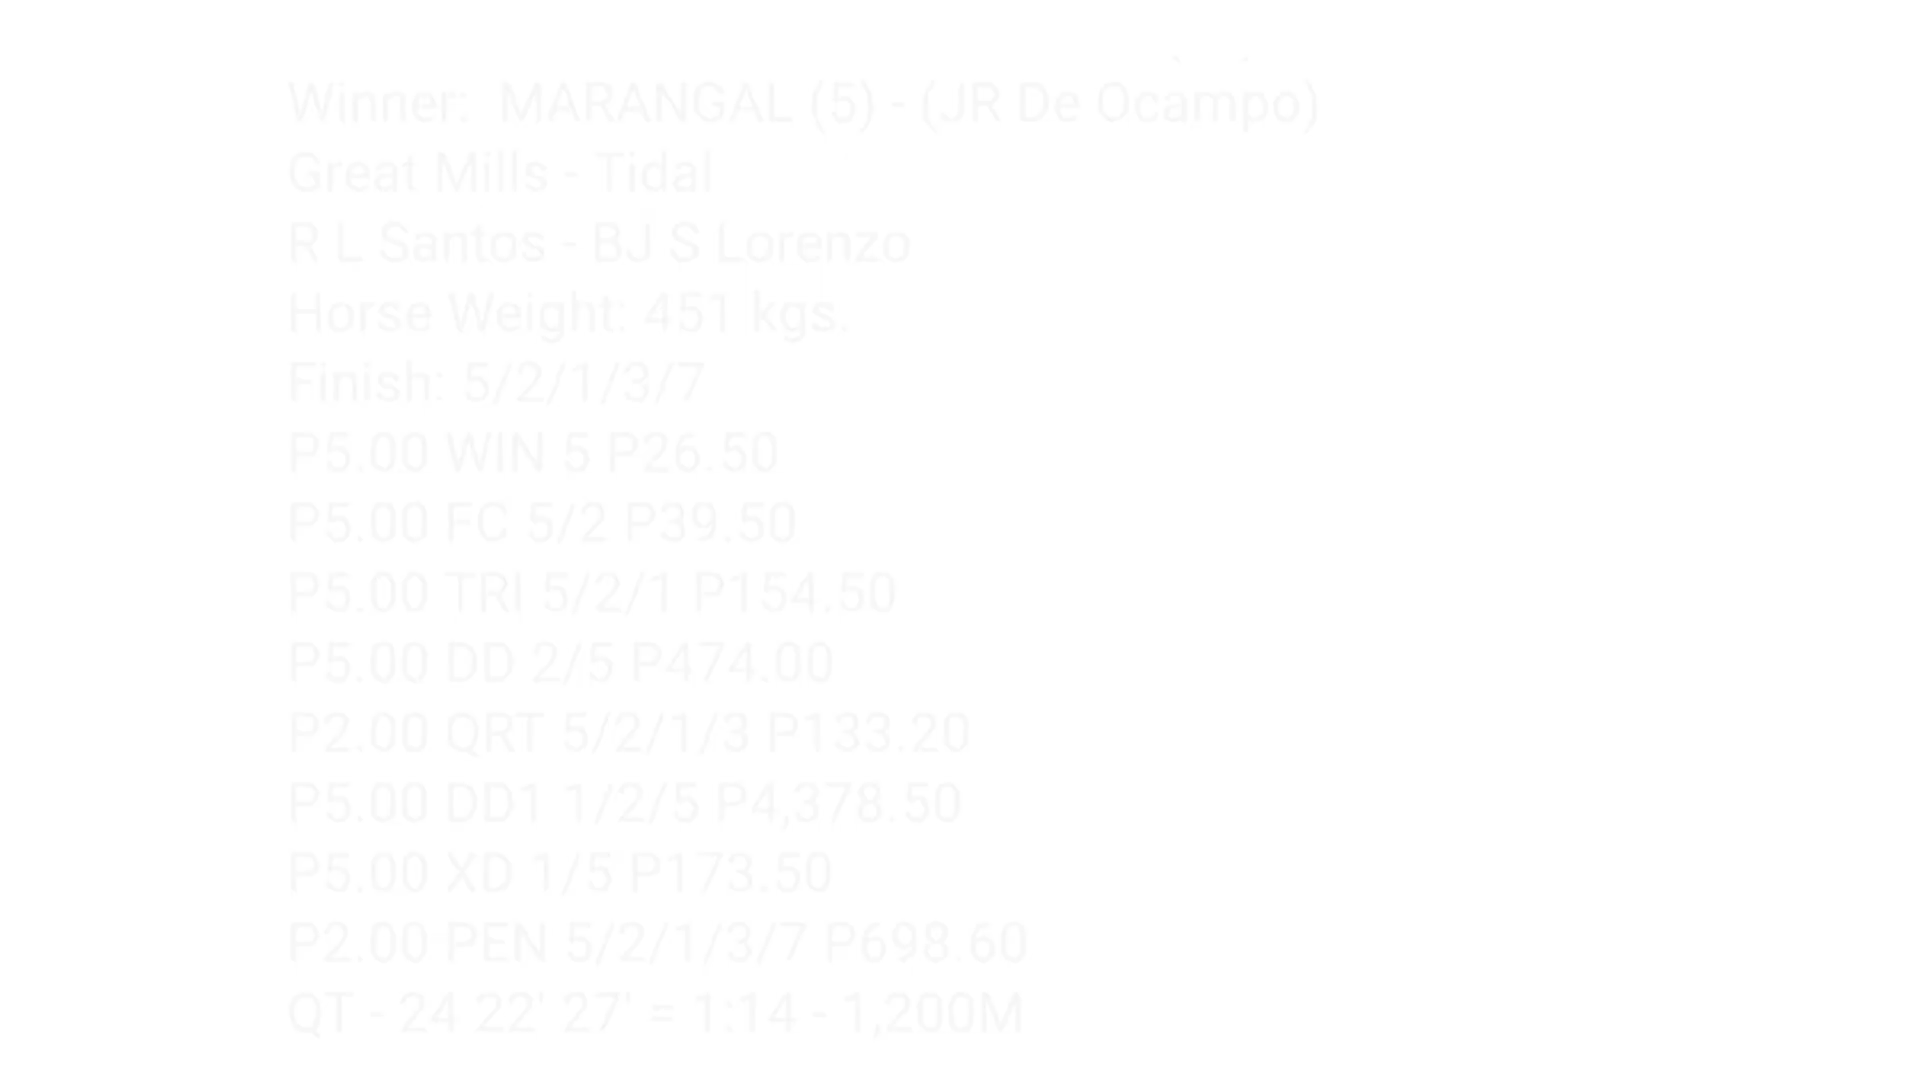 Winner:  MARANGAL (5) - (JR De Ocampo)
Great Mills - Tidal
R L Santos - BJ S Lorenzo
Horse Weight: 451 kgs.
Finish: 5/2/1/3/7
P5.00 WIN 5 P26.50
P5.00 FC 5/2 P39.50
P5.00 TRI 5/2/1 P154.50
P5.00 DD 2/5 P474.00
P2.00 QRT 5/2/1/3 P133.20
P5.00 DD1 1/2/5 P4,378.50
P5.00 XD 1/5 P173.50
P2.00 PEN 5/2/1/3/7 P698.60
QT - 24 22' 27' = 1:14 - 1,200M